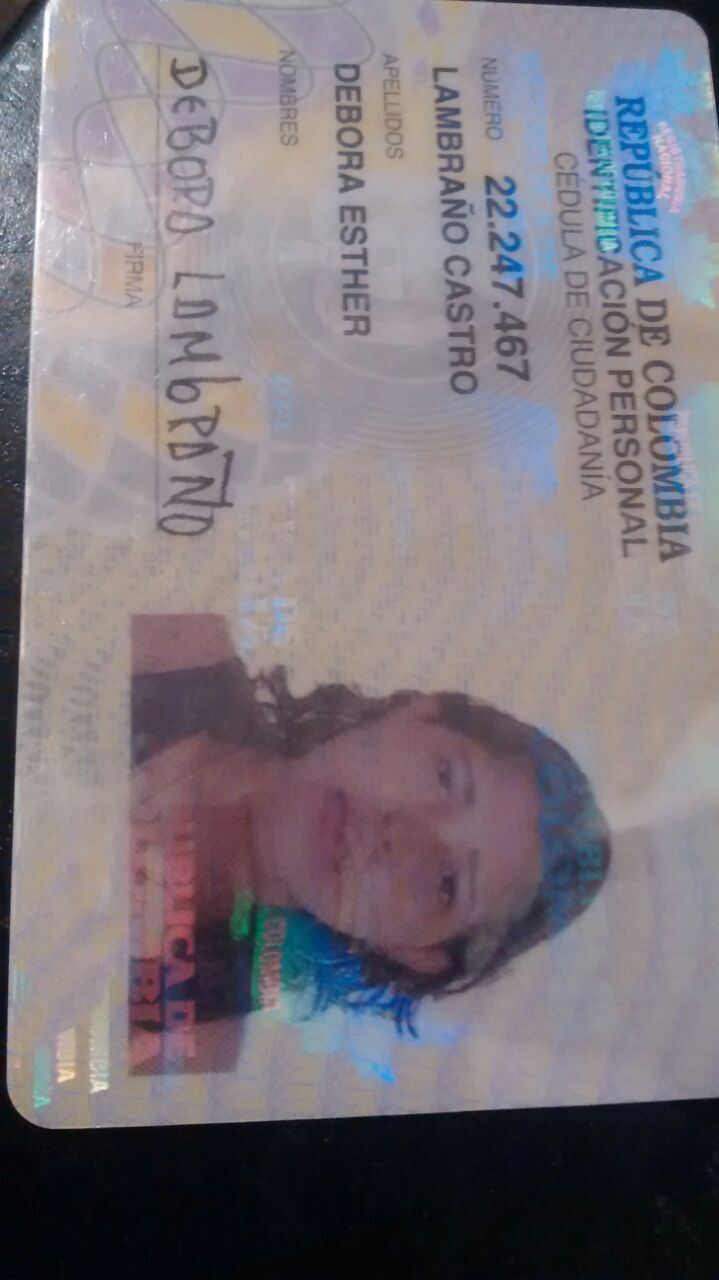 REPÚBLICA DE COLOMBIA
IDENTIFICACIÓN PERSONAL
CÉDULA DE CIUDADANÍA
NÚMERO 22.247.467
LAMBRAÑO CASTRO
APELLIDOS
DEBORA ESTHER
NOMBRES
DEBORA LAMBRAÑO
FIRMA